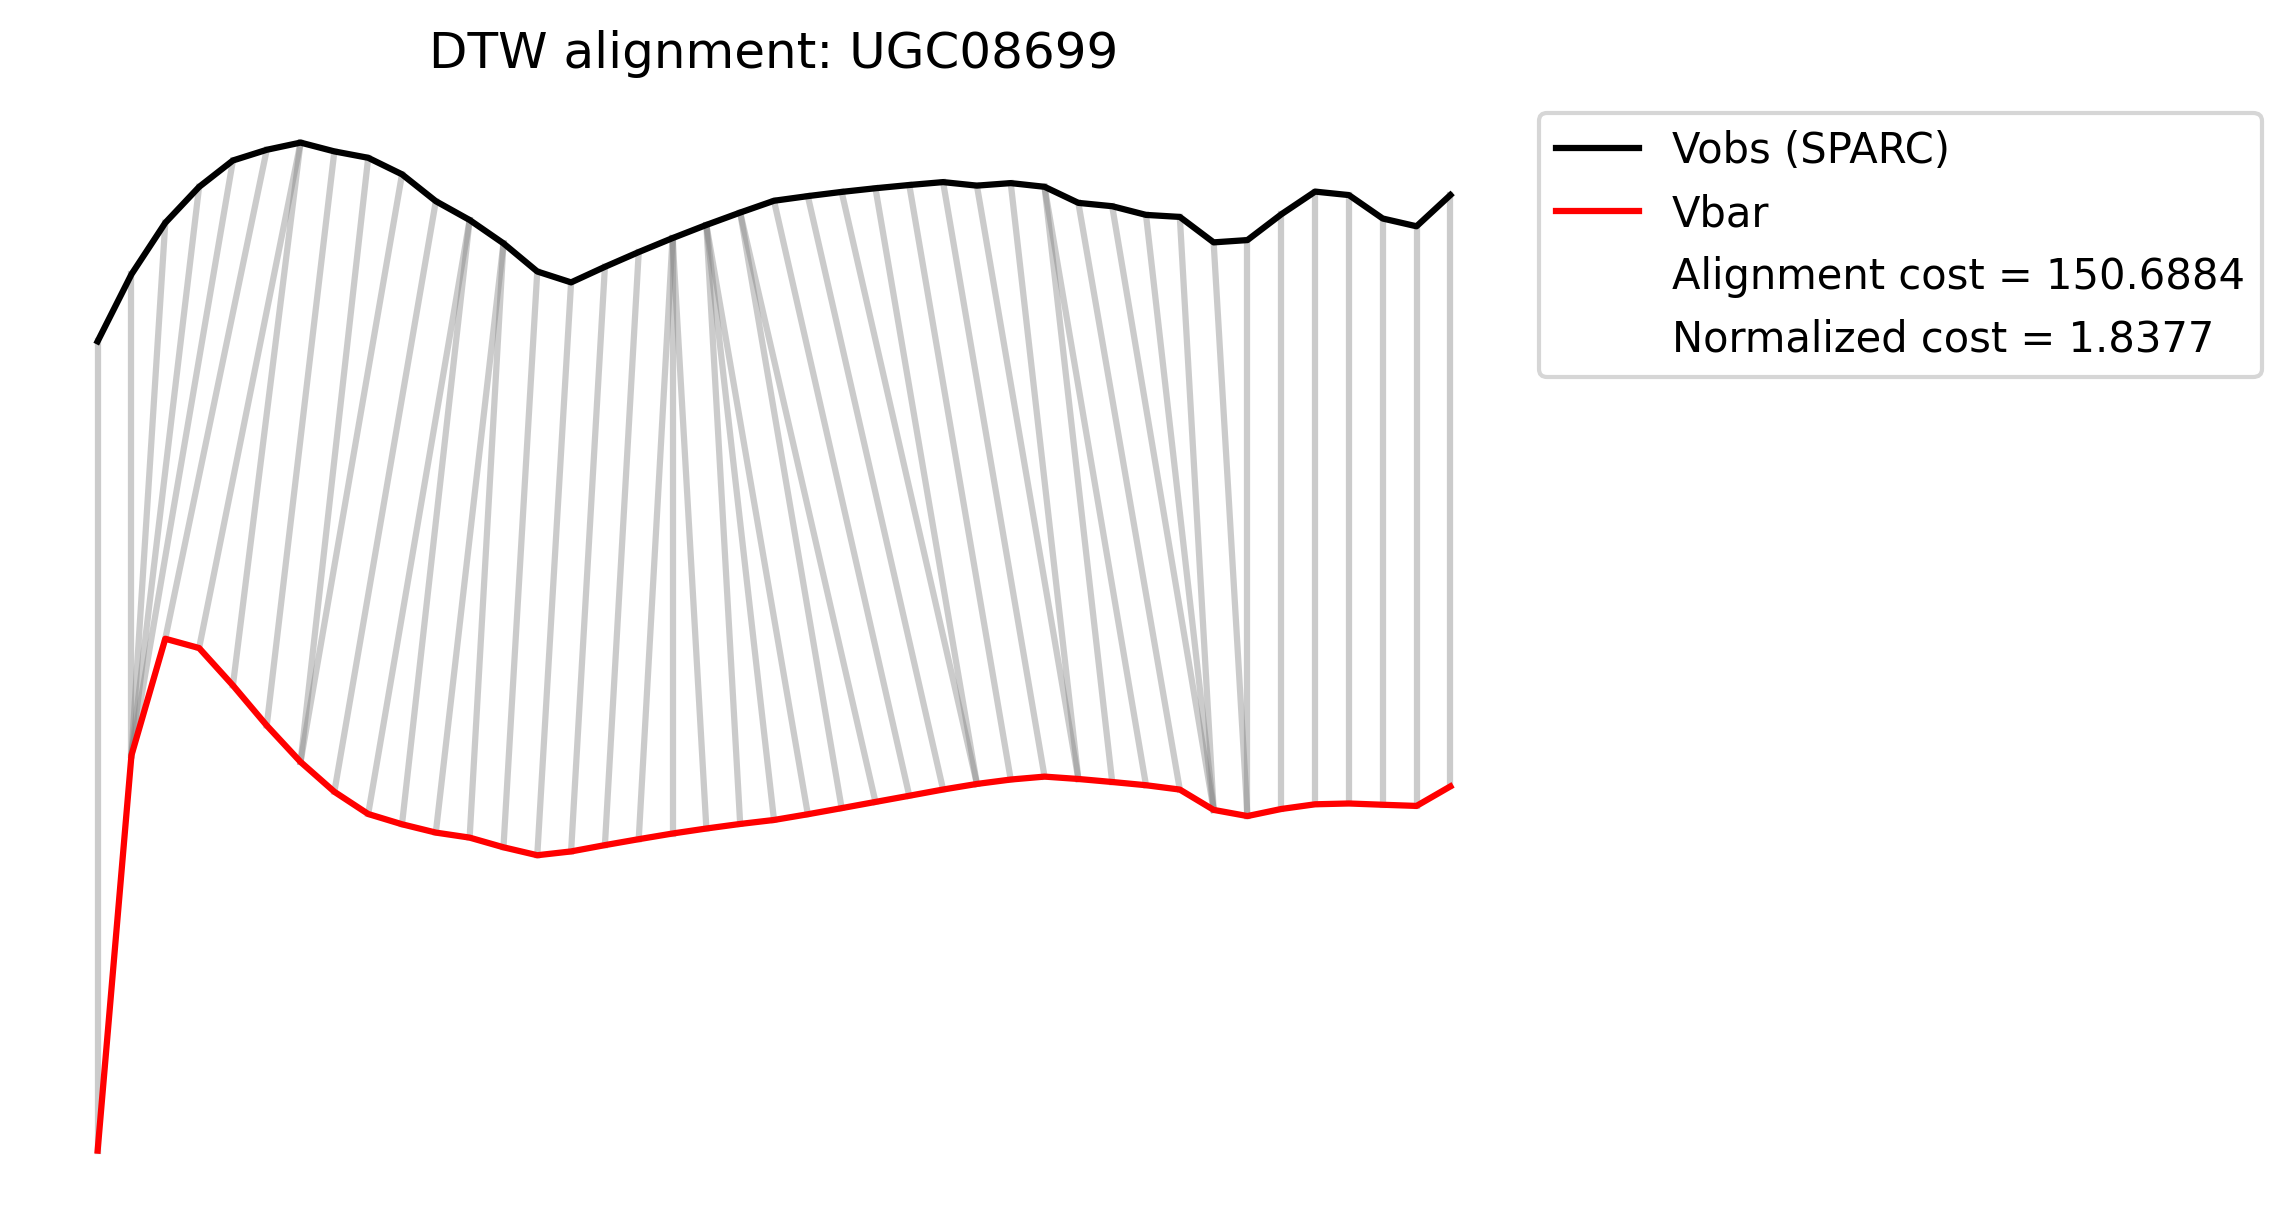 DTW alignment: UGC08699
Vobs (SPARC)
Vbar
Alignment cost = 150.6884
Normalized cost = 1.8377